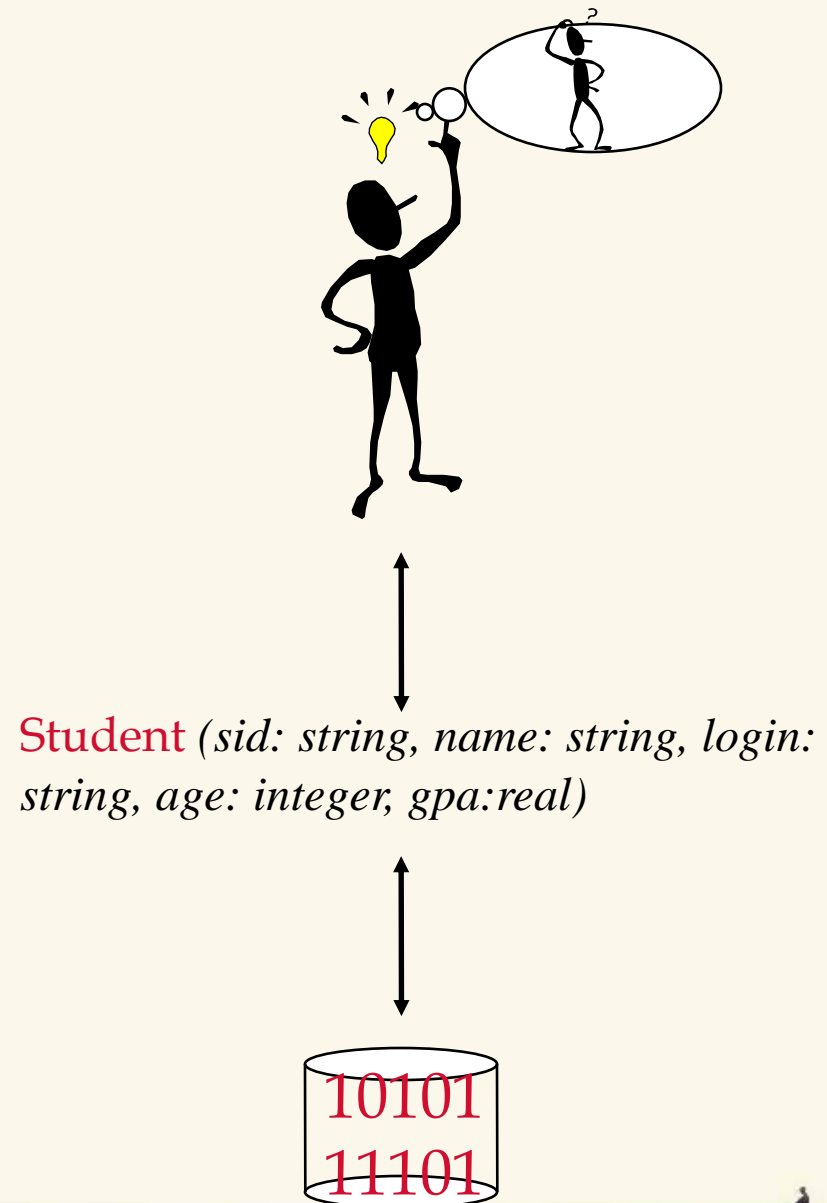 ?
Student (sid: string, name: string, login:
string, age: integer, gpa:real)
10101
11101